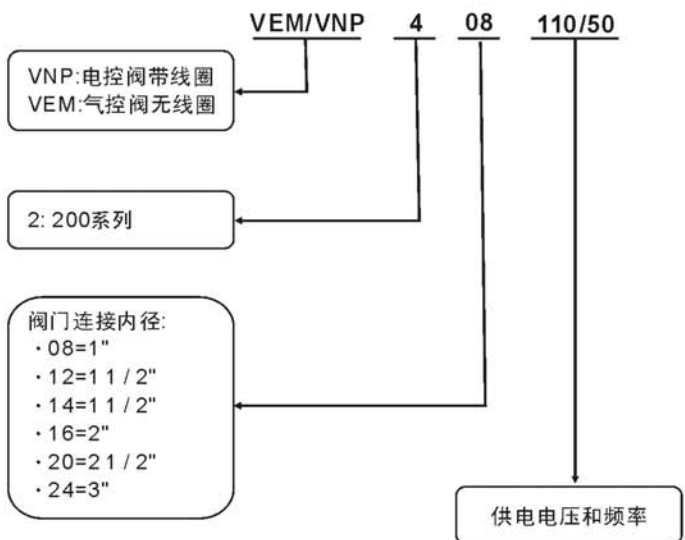 VEM/VNP 4 08 110/50
VNP:电控阀带线圈
VEM:气控阀无线圈
2: 200系列
阀门连接内径:
·08=1"
·12=1 1 / 2"
·14=1 1 / 2"
·16=2"
·20=2 1 / 2"
·24=3"
供电电压和频率